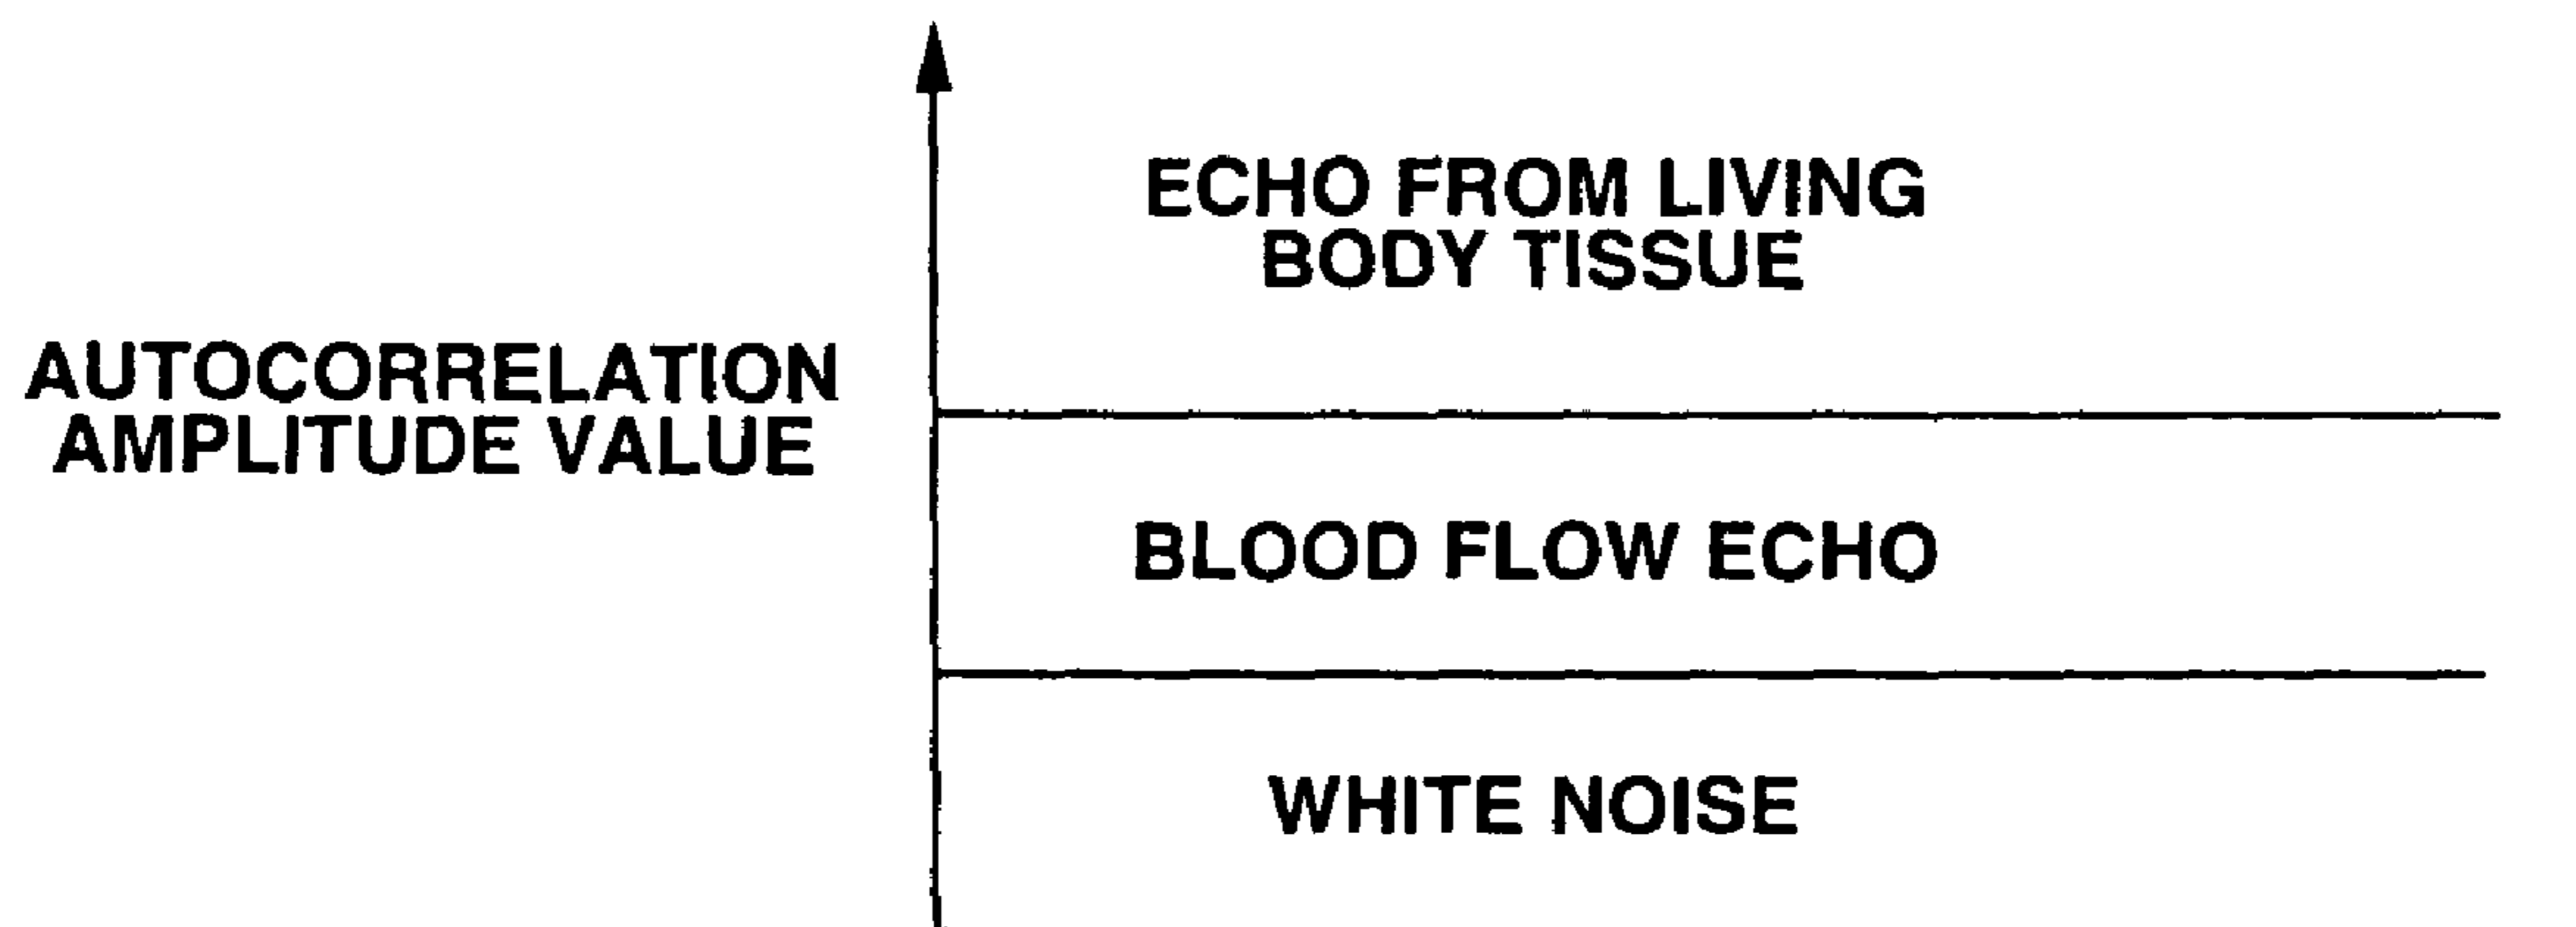 ECHO FROM LIVING
BODY TISSUE
AUTOCORRELATION
AMPLITUDE VALUE
BLOOD FLOW ECHO
WHITE NOISE